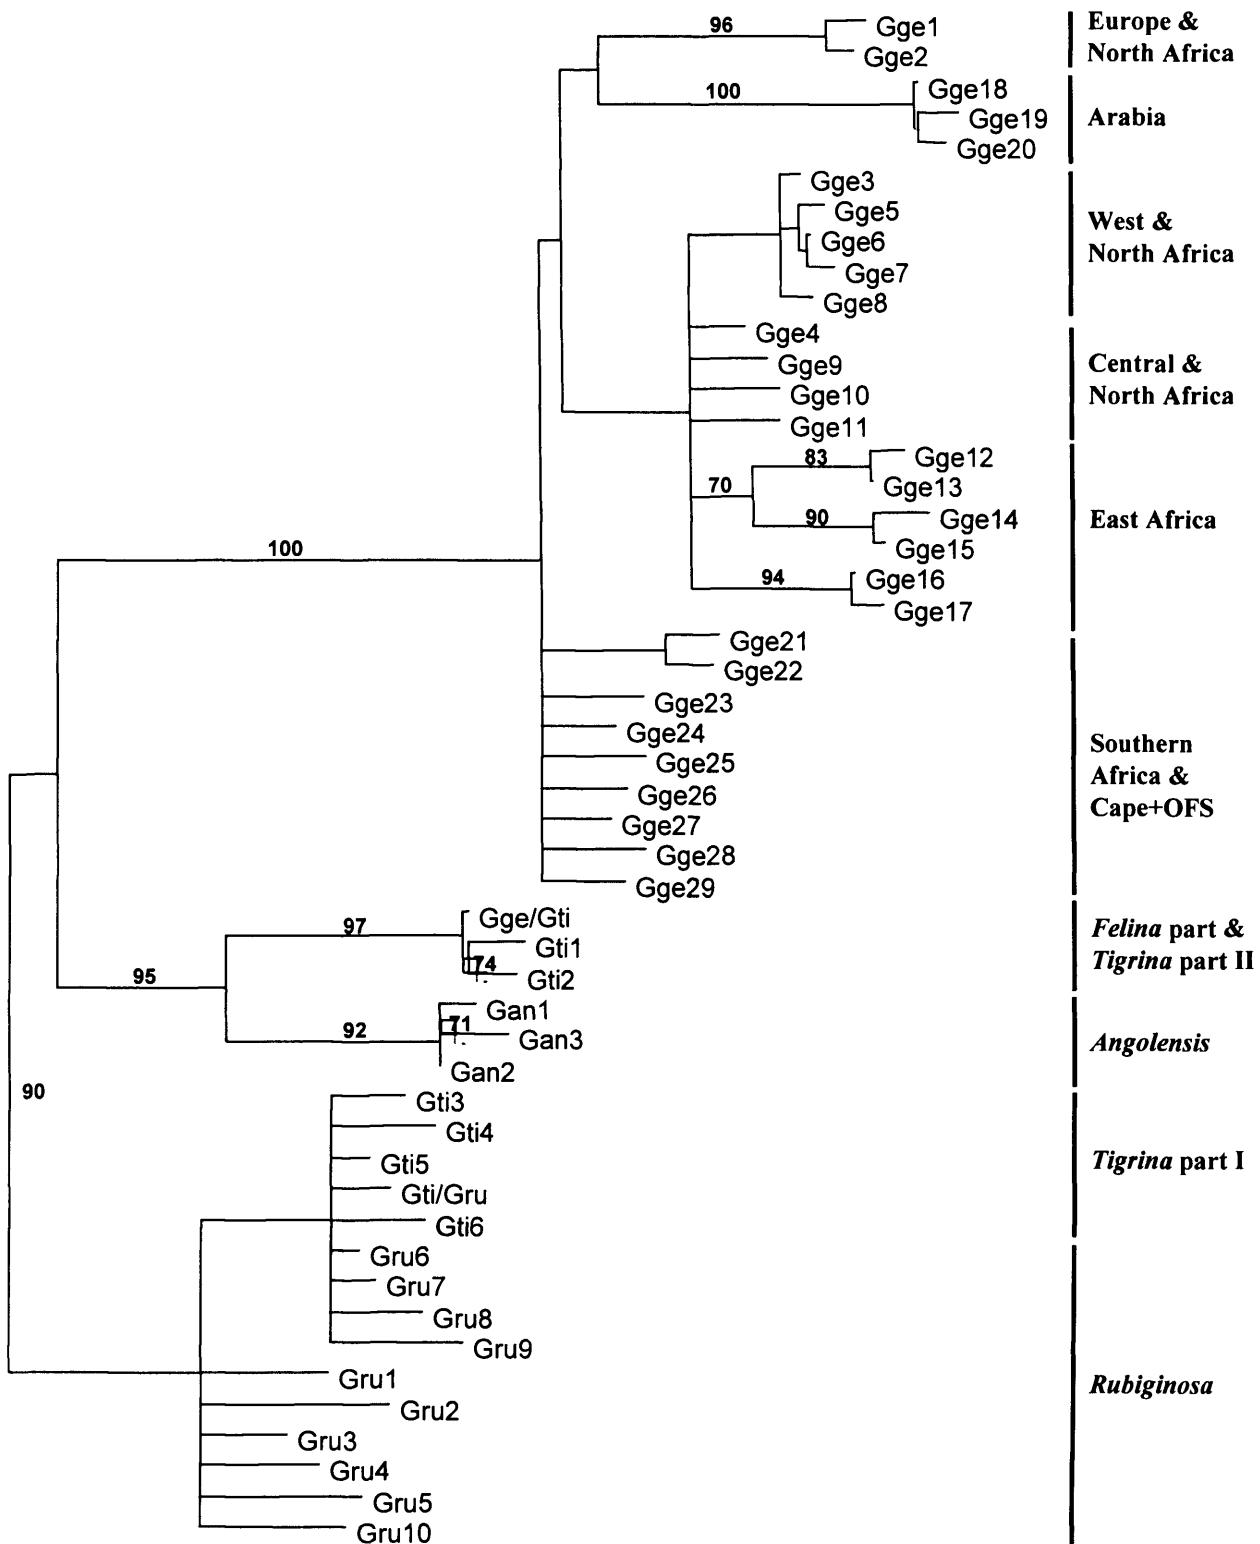 96
Gge1
Gge2
Europe &
North Africa
100
Gge18
Gge19
Gge20
Arabia
Gge3
Gge5
Gge6
Gge7
Gge8
West &
North Africa
Gge4
Gge9
Gge10
Gge11
Central &
North Africa
83
Gge12
Gge13
70
90
Gge14
Gge15
94
Gge16
Gge17
East Africa
100
Gge21
Gge22
Gge23
Gge24
Gge25
Gge26
Gge27
Gge28
Gge29
Southern
Africa &
Cape+OFS
97
Gge/Gti
Gti1
74
Gti2
Felina part &
Tigrina part II
95
Gan1
71
92
Gan3
Gan2
Angolensis
90
Gti3
Gti4
Gti5
Gti/Gru
Gti6
Tigrina part I
Gru6
Gru7
Gru8
Gru9
Gru1
Gru2
Gru3
Gru4
Gru5
Gru10
Rubiginosa